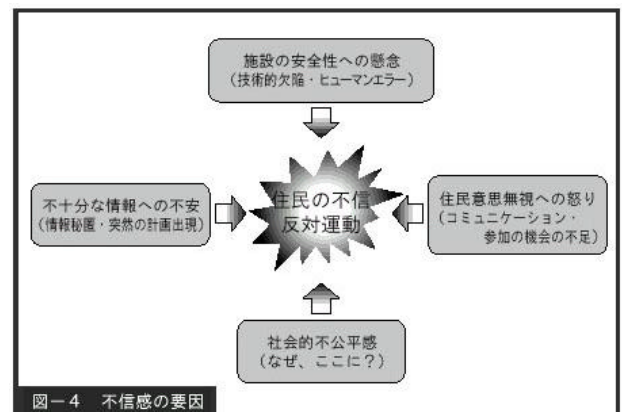 施設の安全性への懸念
(技術的欠陥・ヒューマンエラー)
不十分な情報への不安
(情報秘匿・突然の計画出現)
住民の不信
反対運動
住民意思無視への怒り
(コミュニケーション・
参加の機会の不足)
社会的不公平感
(なぜ、ここに?)
図－4 不信感の要因